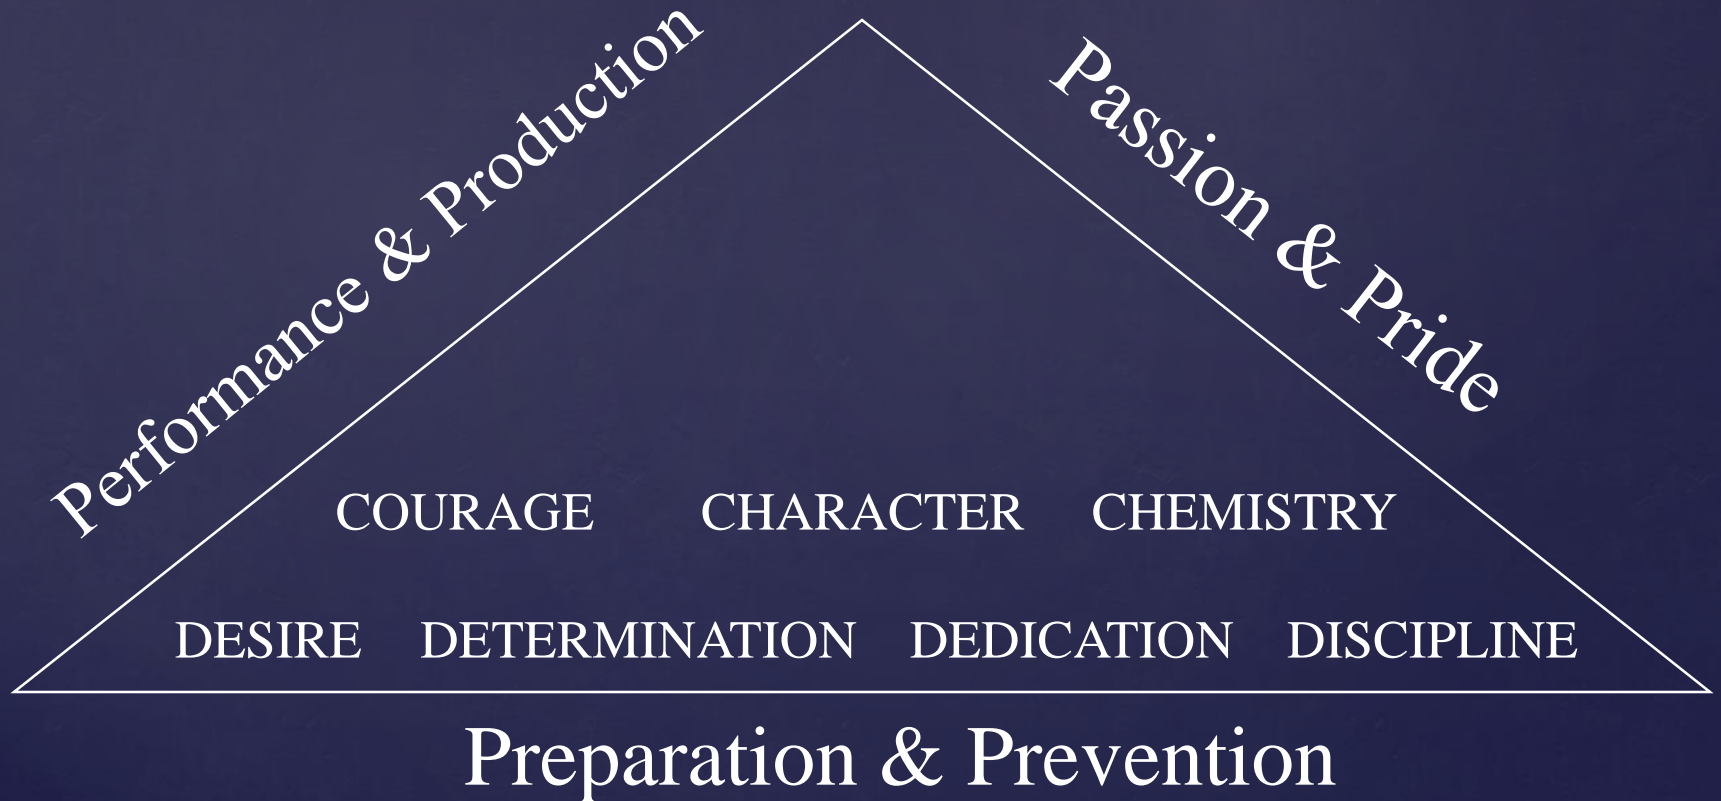 Performance & Production
Passion & Pride
COURAGE CHARACTER CHEMISTRY
DESIRE DETERMINATION DEDICATION DISCIPLINE
Preparation & Prevention